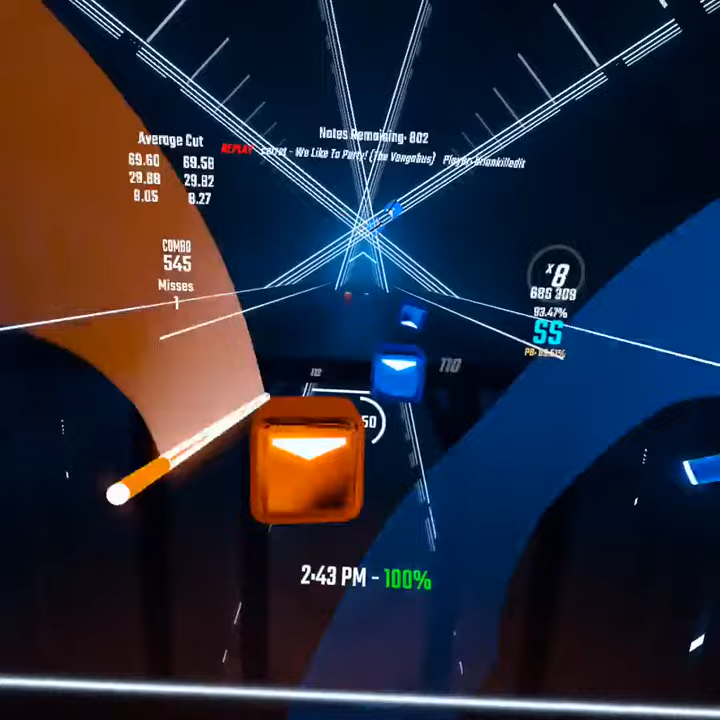 Notes Remaining: 802
Average Cut
REPLAY
carrat - We Like To Party! (The Vengabus)
69.60 69.58
29.88 29.82
8.05 8.27
COMBO
545
Misses
1
x8
686 309
93.47%
SS
112
110
50
2:43 PM - 100%